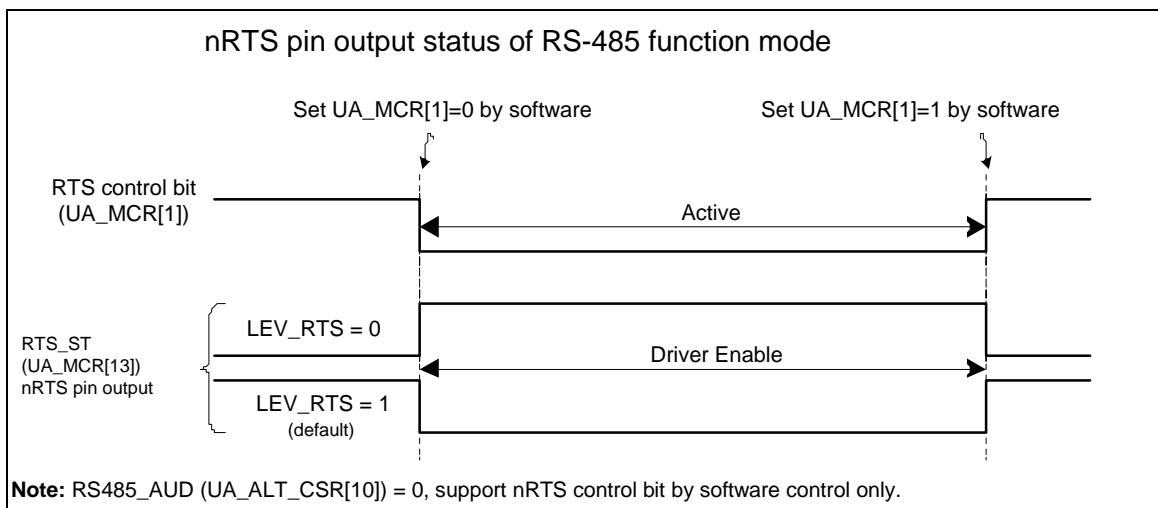 nRTS pin output status of RS-485 function mode
Set UA_MCR[1]=0 by software
Set UA_MCR[1]=1 by software
RTS control bit
(UA_MCR[1])
Active
LEV_RTS = 0
RTS_ST
(UA_MCR[13])
nRTS pin output
Driver Enable
LEV_RTS = 1
(default)
Note: RS485_AUD (UA_ALT_CSR[10]) = 0, support nRTS control bit by software control only.